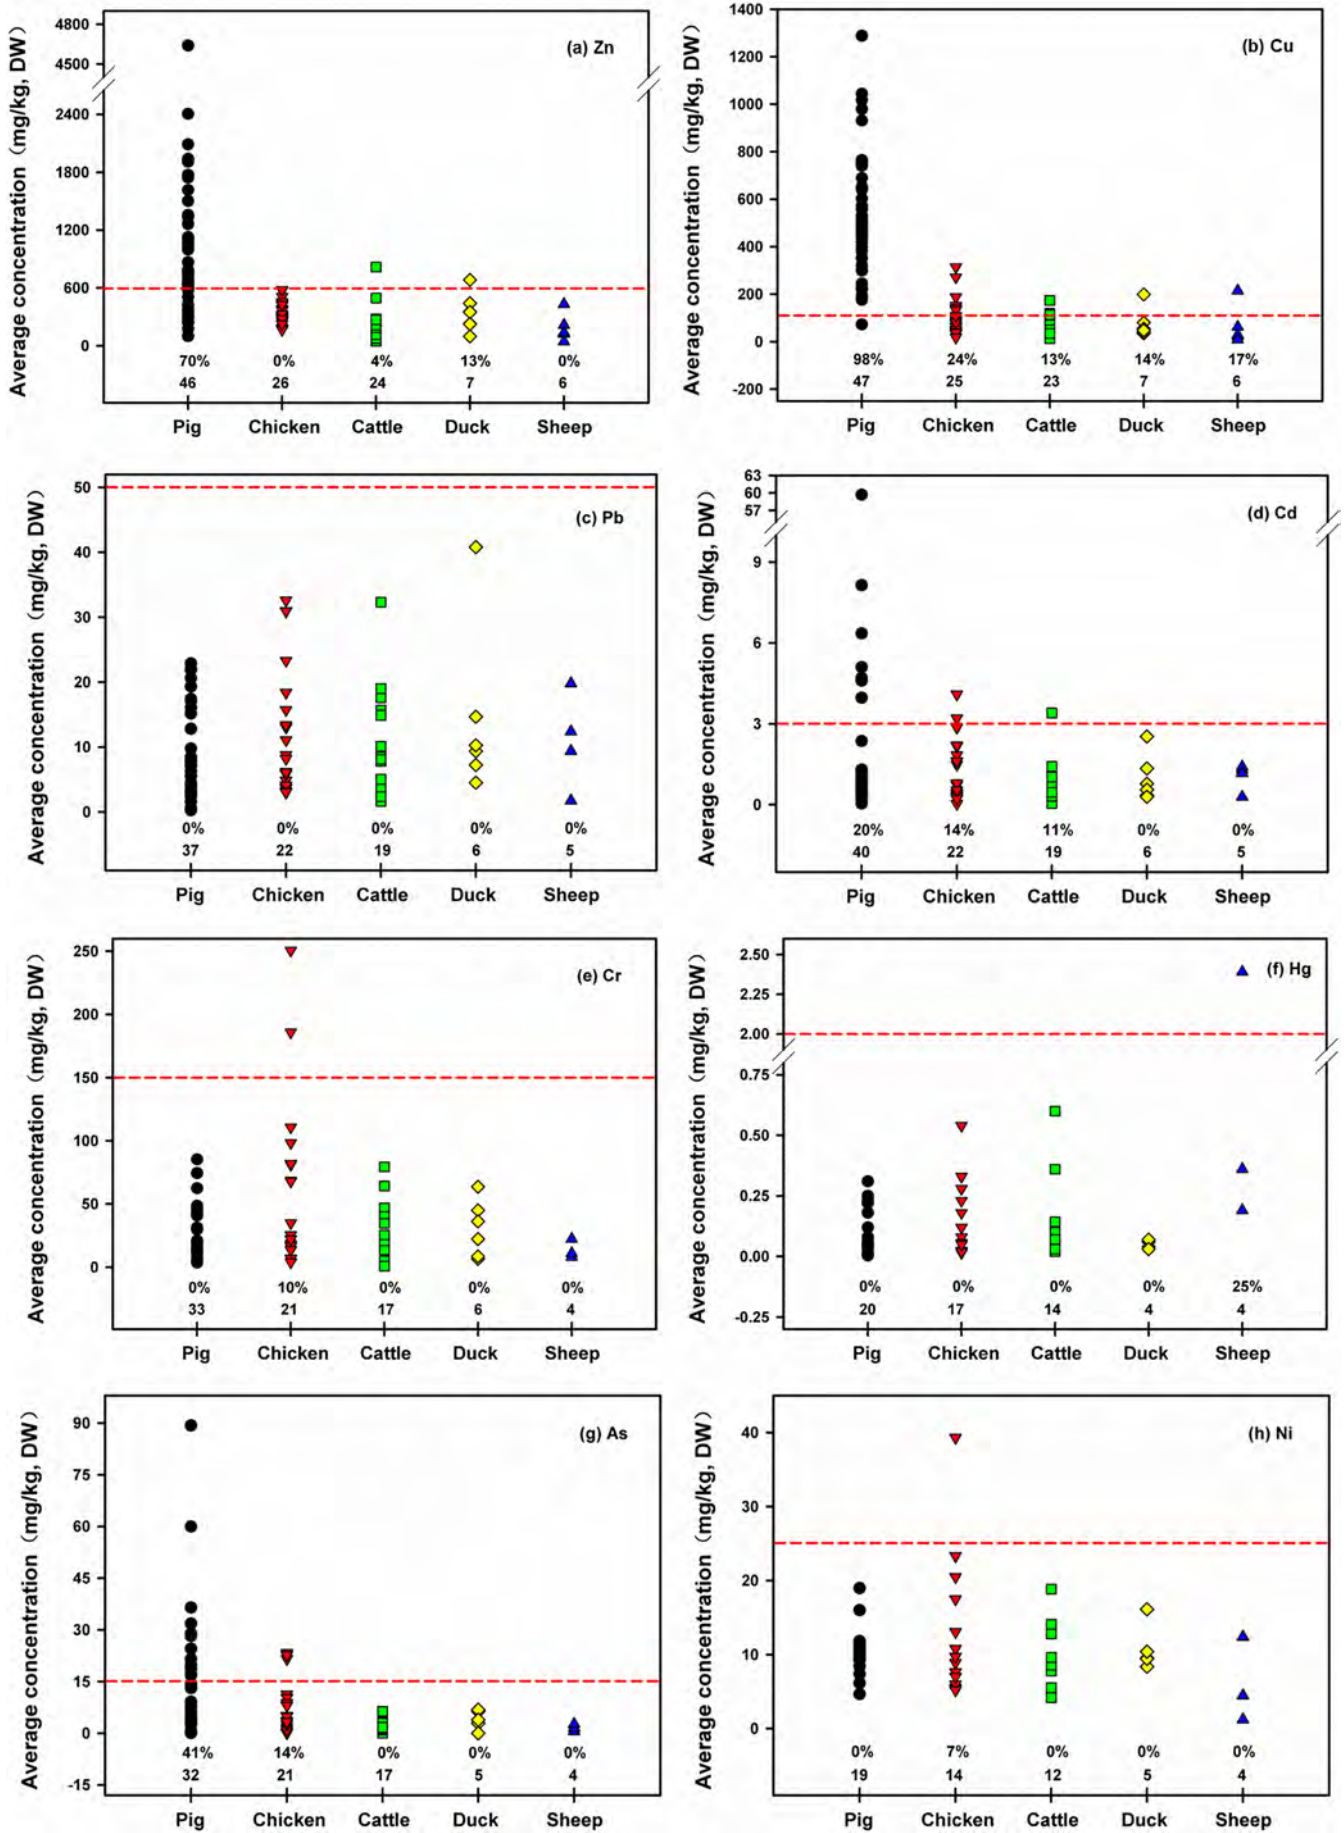 Average concentration (mg/kg, DW)
(a) Zn
4800
4500
2400
1800
1200
600
0
70% 0% 4% 13% 0%
46 26 24 7 6
Pig Chicken Cattle Duck Sheep
Average concentration (mg/kg, DW)
(b) Cu
1400
1200
1000
800
600
400
200
0
-200
98% 24% 13% 14% 17%
47 25 23 7 6
Pig Chicken Cattle Duck Sheep
Average concentration (mg/kg, DW)
(c) Pb
50
40
30
20
10
0
0% 0% 0% 0% 0%
37 22 19 6 5
Pig Chicken Cattle Duck Sheep
Average concentration (mg/kg, DW)
(d) Cd
63
60
57
9
6
3
0
20% 14% 11% 0% 0%
40 22 19 6 5
Pig Chicken Cattle Duck Sheep
Average concentration (mg/kg, DW)
(e) Cr
250
200
150
100
50
0
0% 10% 0% 0% 0%
33 21 17 6 4
Pig Chicken Cattle Duck Sheep
Average concentration (mg/kg, DW)
(f) Hg
2.50
2.25
2.00
0.75
0.50
0.25
0.00
-0.25
0% 0% 0% 0% 25%
20 17 14 4 4
Pig Chicken Cattle Duck Sheep
Average concentration (mg/kg, DW)
(g) As
90
75
60
45
30
15
0
-15
41% 14% 0% 0% 0%
32 21 17 5 4
Pig Chicken Cattle Duck Sheep
Average concentration (mg/kg, DW)
(h) Ni
40
30
20
10
0
0% 7% 0% 0% 0%
19 14 12 5 4
Pig Chicken Cattle Duck Sheep